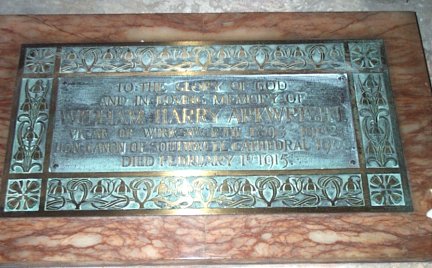 TO THE GLORY OF GOD
AND IN LOVING MEMORY OF
WILLIAM HARRY ARKWRIGHT
VICAR OF WIRKSWORTH
CANON OF SOUTHWELL CATHEDRAL
DIED FEBRUARY 1ST 1915